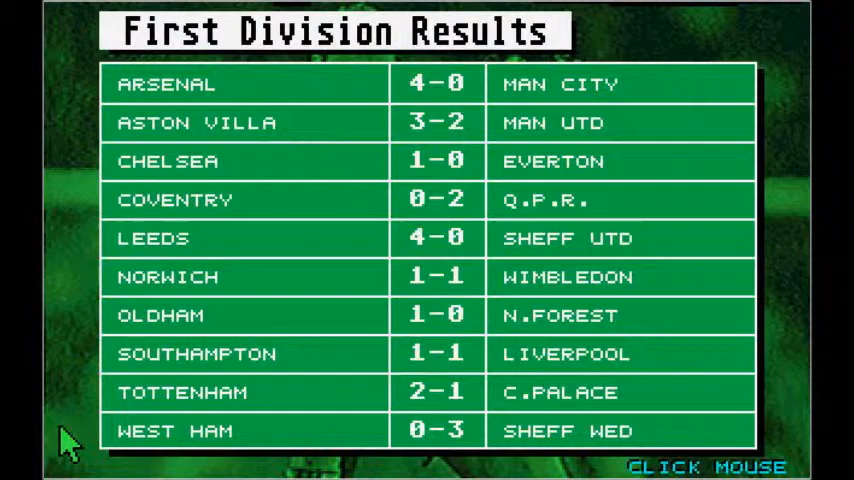 First Division Results
ARSENAL 4-0 MAN CITY
ASTON VILLA 3-2 MAN UTD
CHELSEA 1-0 EVERTON
COVENTRY 0-2 Q.P.R.
LEEDS 4-0 SHEFF UTD
NORWICH 1-1 WIMBLEDON
OLDHAM 1-0 N.FOREST
SOUTHAMPTON 1-1 LIVERPOOL
TOTTENHAM 2-1 C.PALACE
WEST HAM 0-3 SHEFF WED
CLICK MOUSE